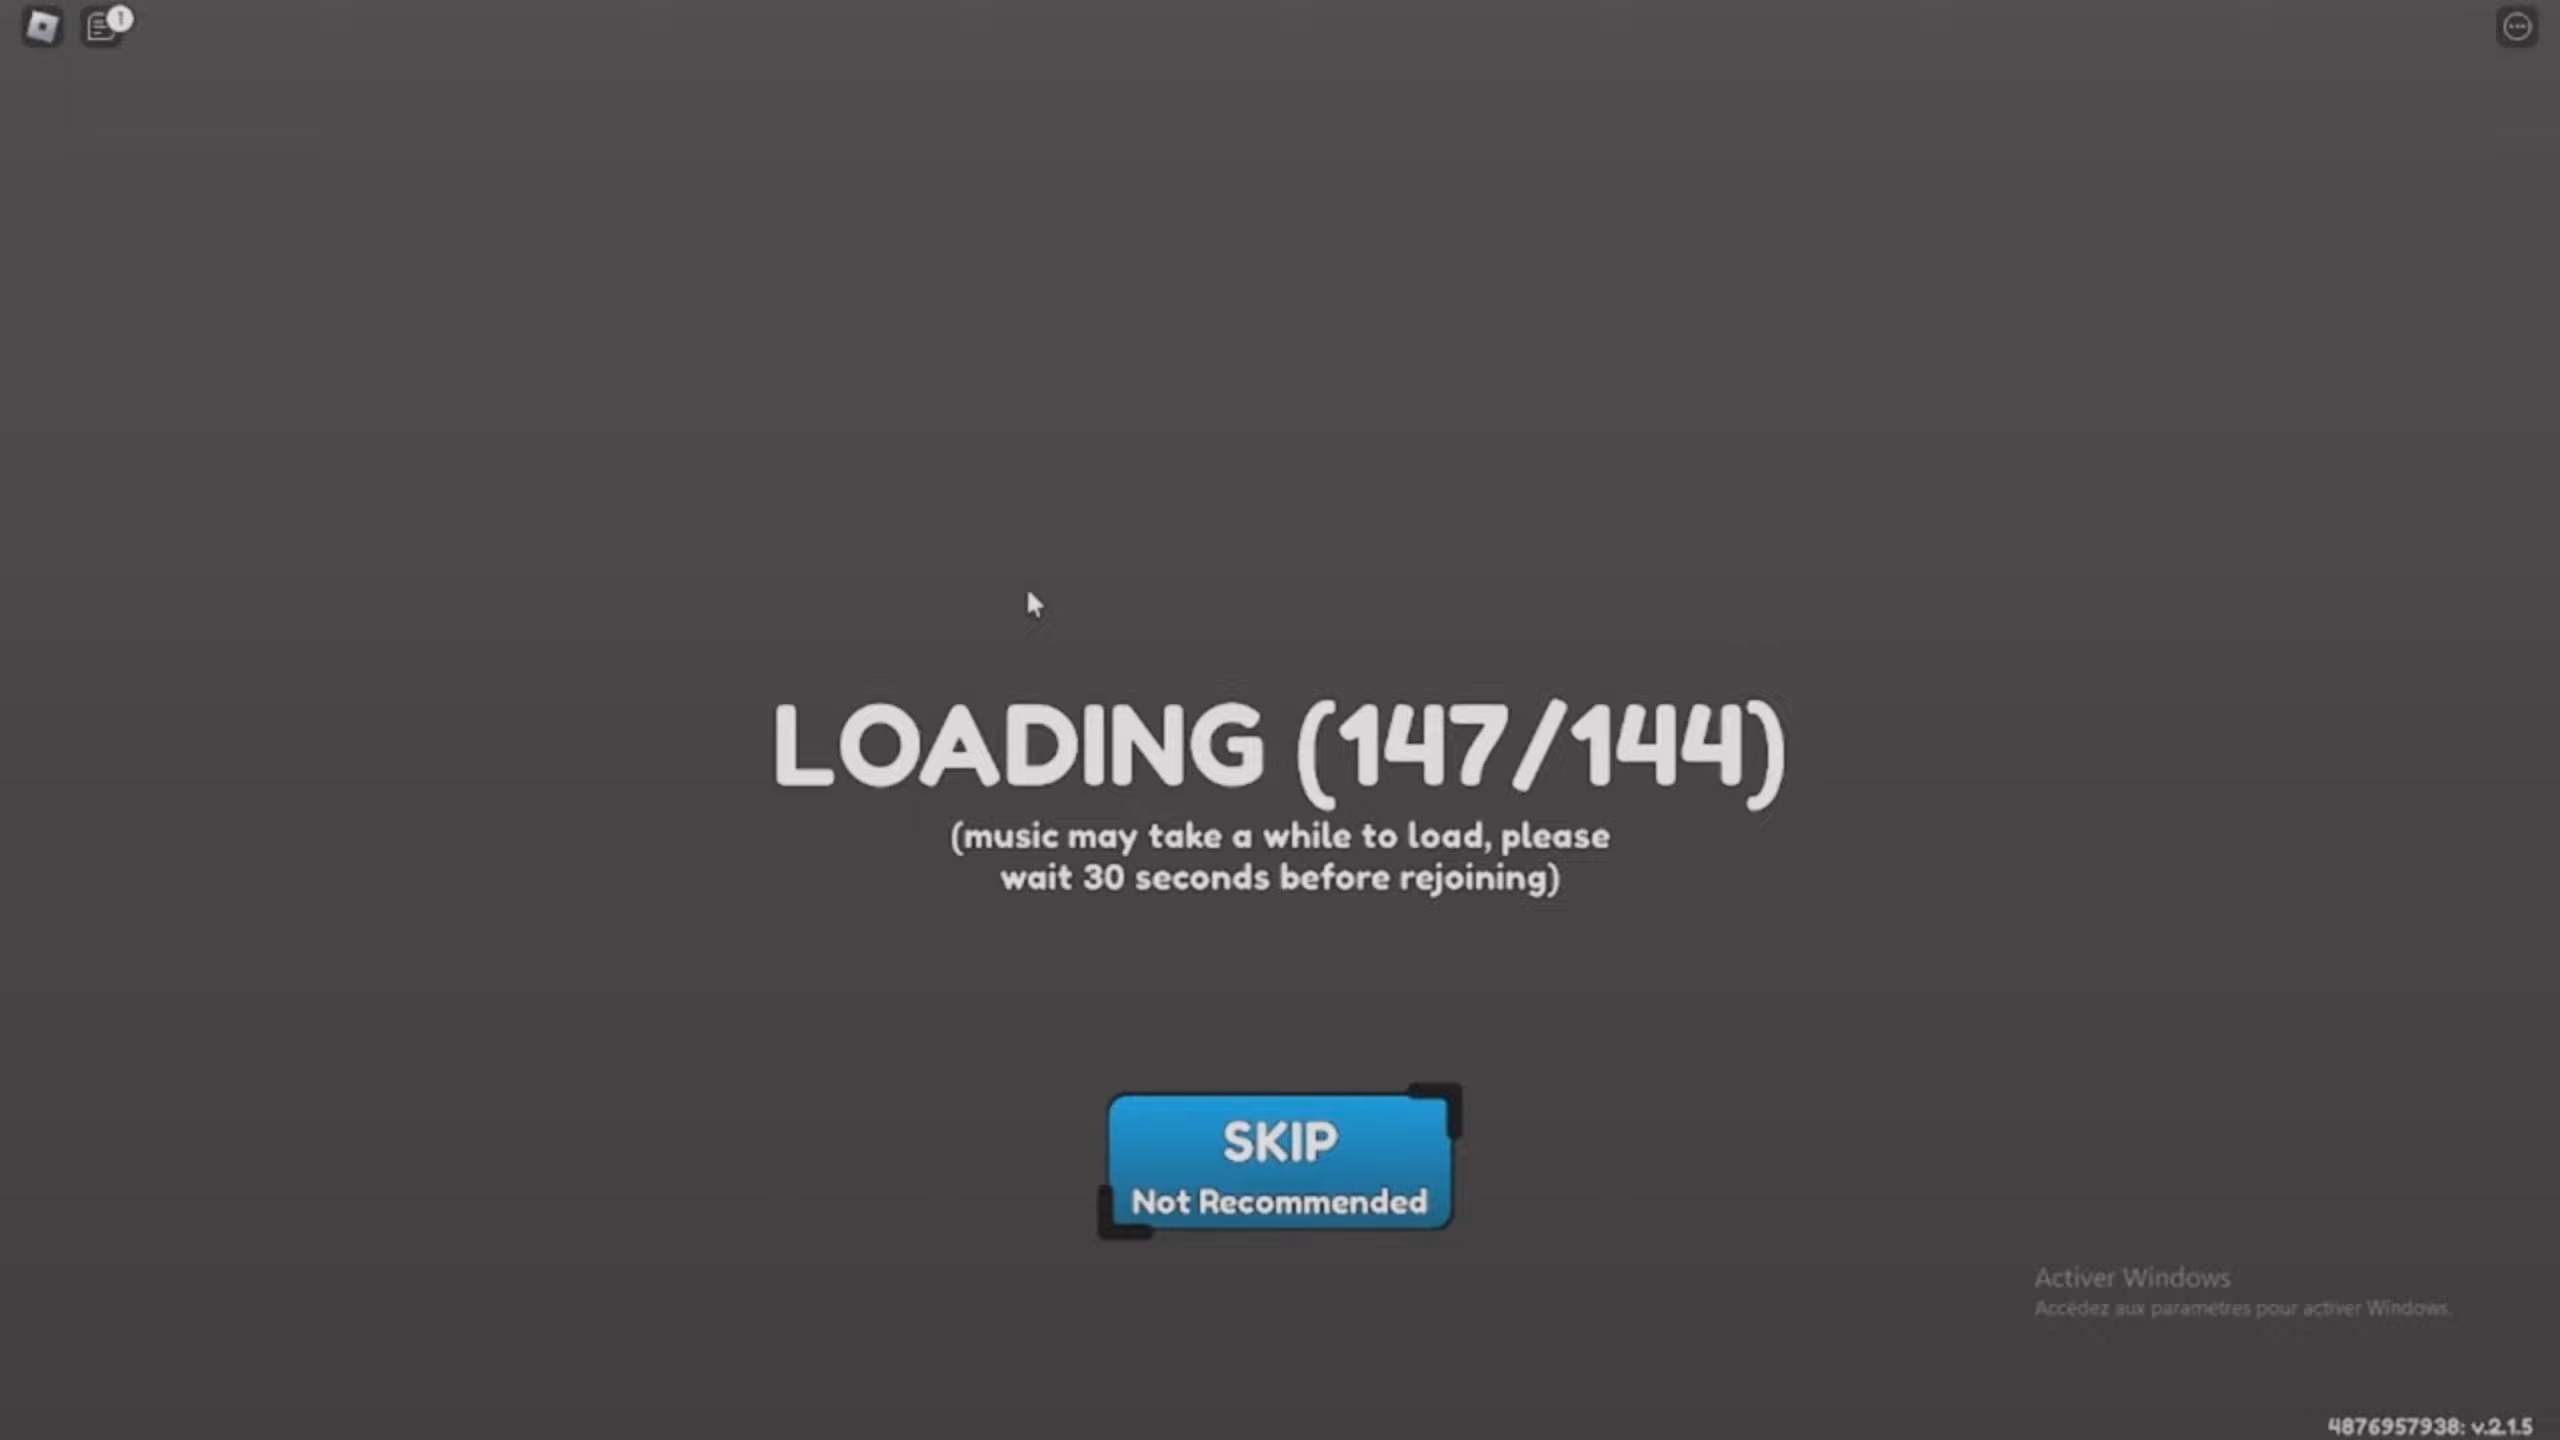 1
LOADING (147/144)
(music may take a while to load, please
wait 30 seconds before rejoining)
SKIP
Not Recommended
Activer Windows
Accédez aux paramètres pour activer Windows.
4876957938: v.2.1.5